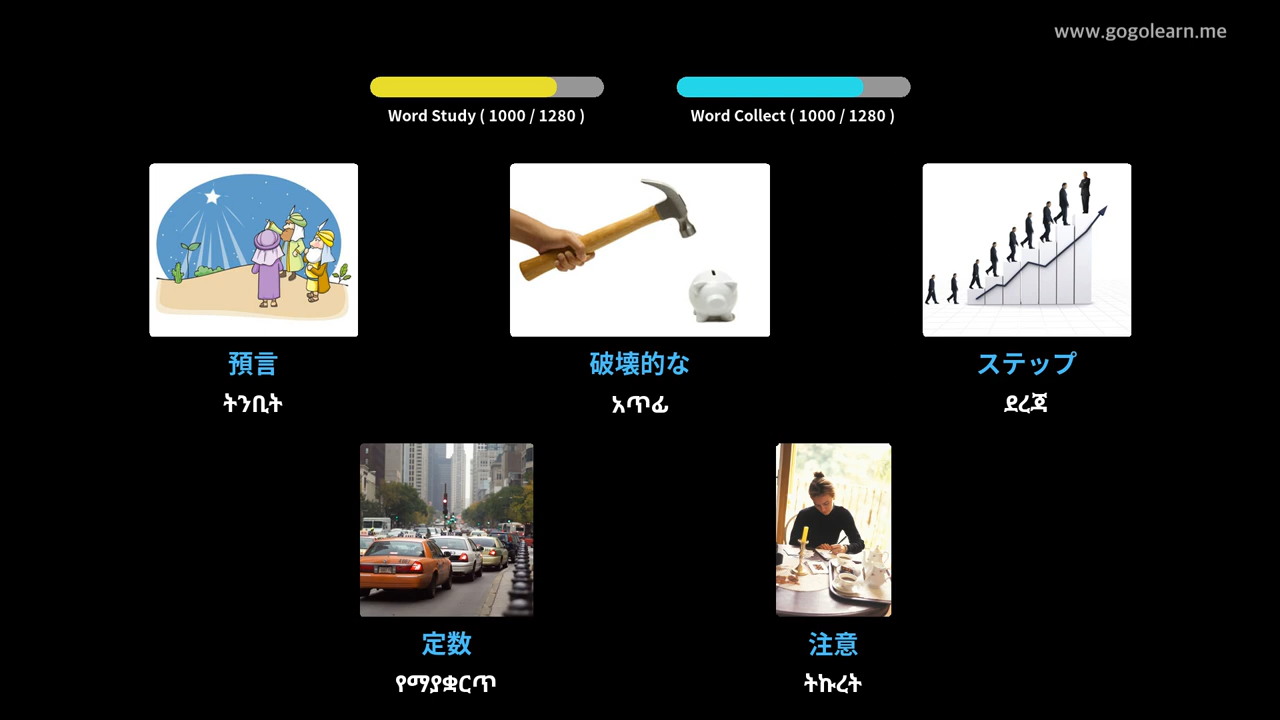 www.gogolearn.me
Word Study ( 1000 / 1280 )
Word Collect ( 1000 / 1280 )
預言
破壊的な
ステップ
ትንቢት
አጥፊ
ደረጃ
定数
注意
የማያቋርጥ
ትኩረት